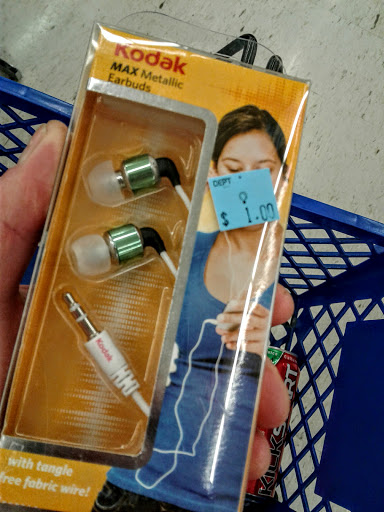 Kodak
MAX Metallic
Earbuds
DEPT
$ 1.00
Kodak
with tangle
free fabric wire!